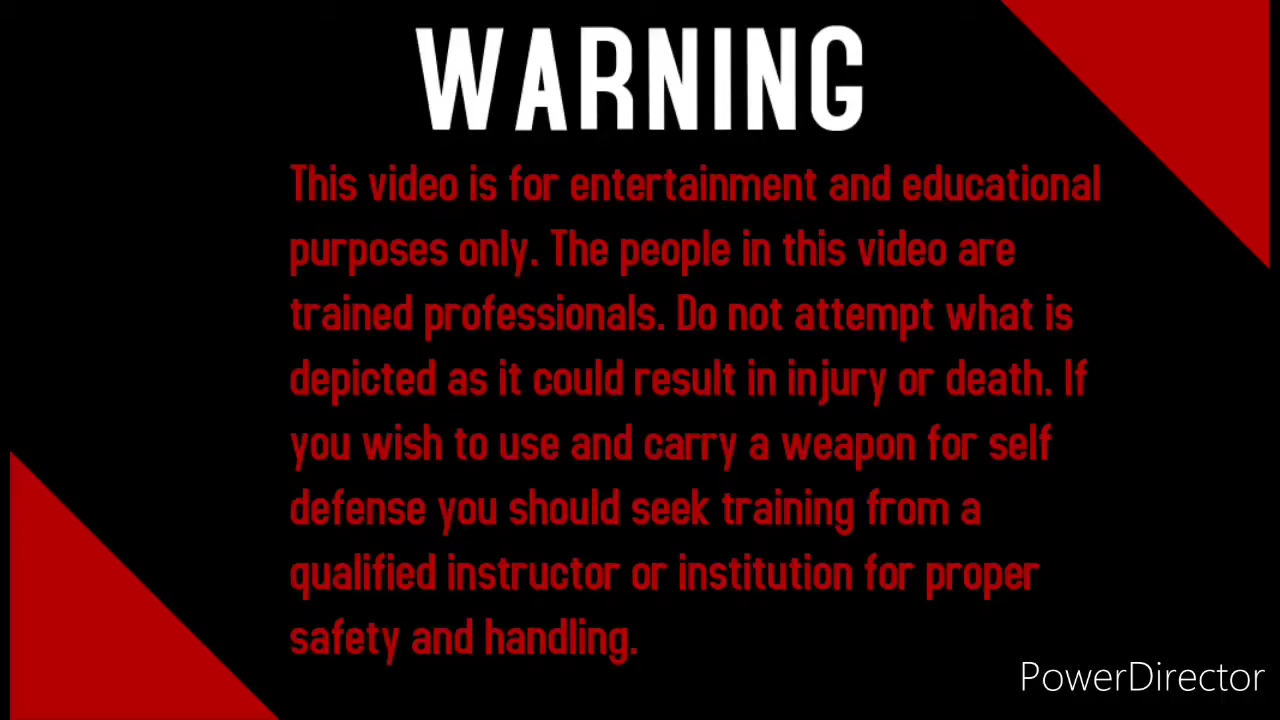 WARNING
This video is for entertainment and educational
purposes only. The people in this video are
trained professionals. Do not attempt what is
depicted as it could result in injury or death. If
you wish to use and carry a weapon for self
defense you should seek training from a
qualified instructor or institution for proper
safety and handling.
PowerDirector